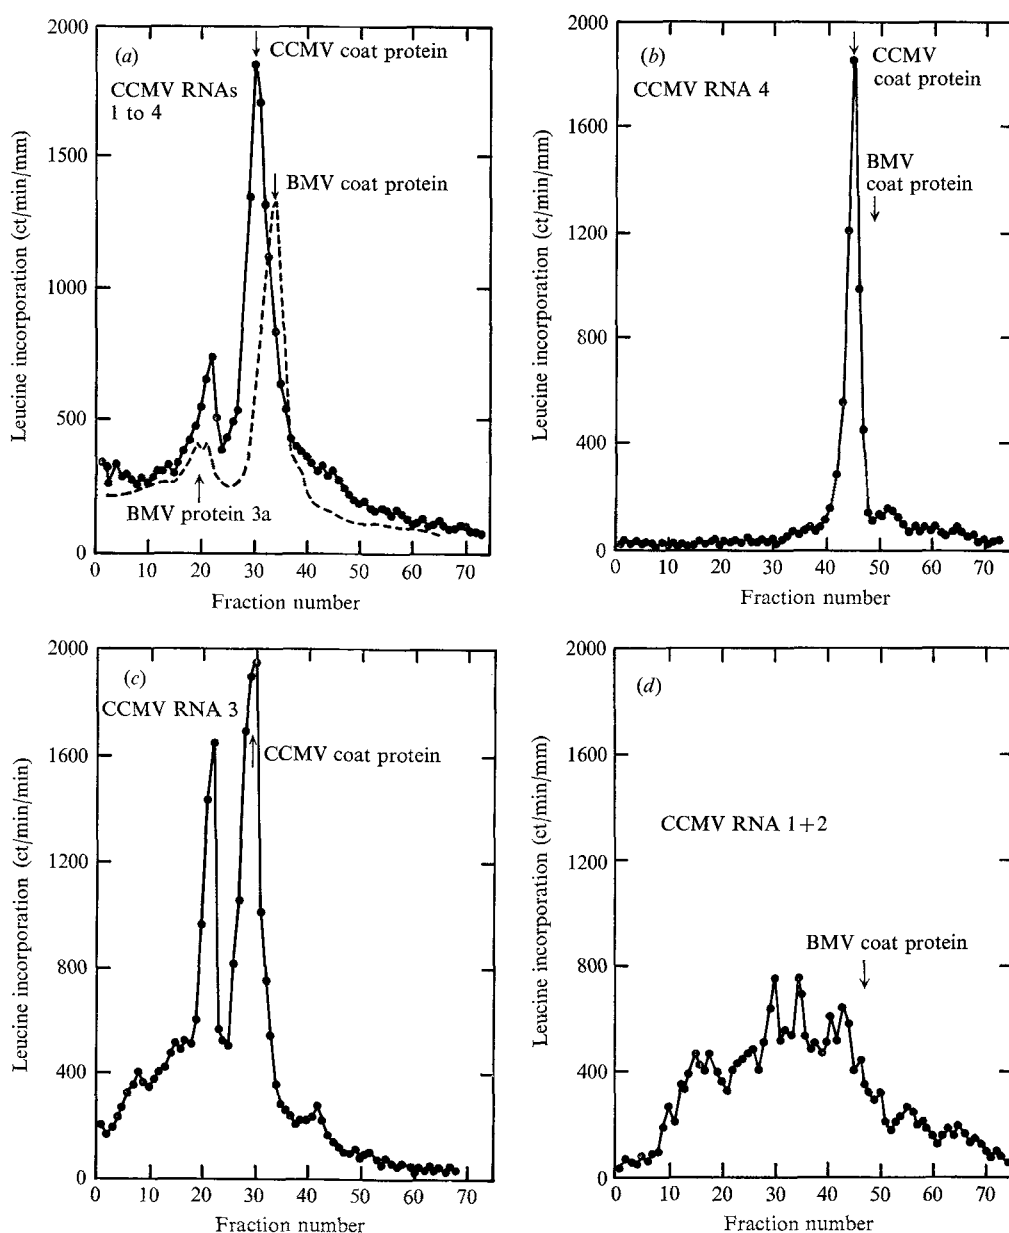 (a)
CCMV RNAs
1 to 4
CCMV coat protein
BMV coat protein
BMV protein 3a
Leucine incorporation (ct/min/mm)
2000
1500
1000
500
0
0 10 20 30 40 50 60 70
Fraction number
(b)
CCMV RNA 4
CCMV
coat protein
BMV
coat protein
Leucine incorporation (ct/min/mm)
2000
1600
1200
800
400
0
0 10 20 30 40 50 60 70
Fraction number
(c)
CCMV RNA 3
CCMV coat protein
Leucine incorporation (ct/min/min)
2000
1600
1200
800
400
0
0 10 20 30 40 50 60 70
Fraction number
(d)
CCMV RNA 1+2
BMV coat protein
Leucine incorporation (ct/min/mm)
2000
1600
1200
800
400
0
0 10 20 30 40 50 60 70
Fraction number